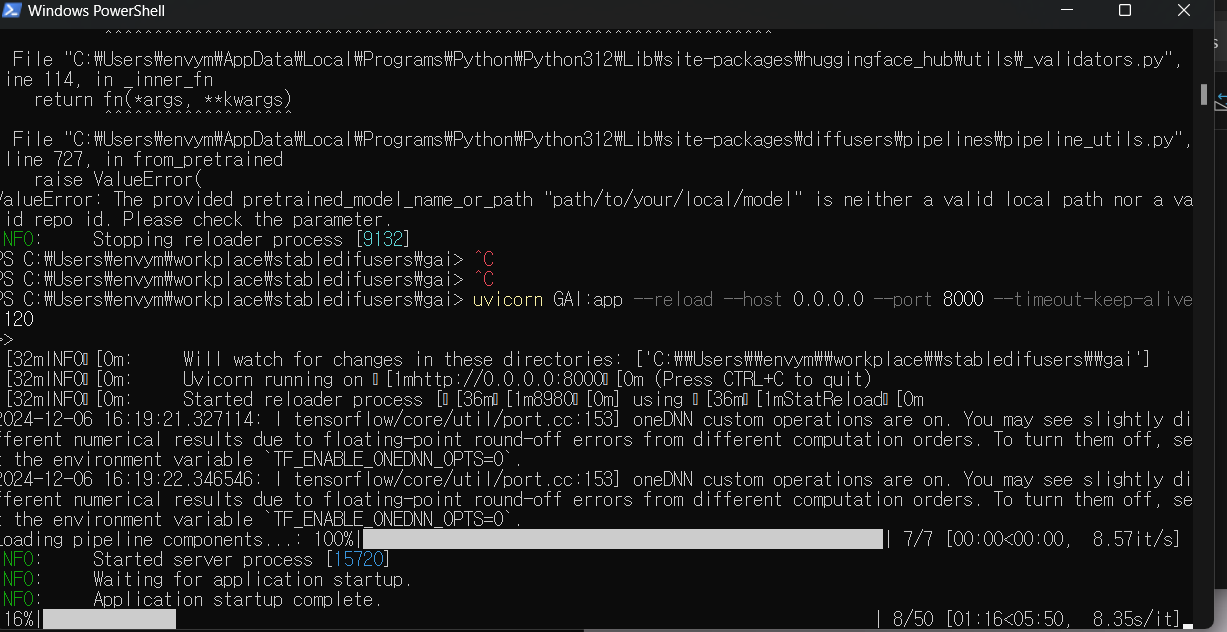 Windows PowerShell
^^^^^^^^^^^^^^^^^^^^^^^^^^^^^^^^^^^^^^^^^^^^^^^^^^^^^^^^^^^^^^^^^^^
File "C:₩Users₩envym₩AppData₩Local₩Programs₩Python₩Python312₩Lib₩site-packages₩huggingface_hub₩utils₩_validators.py",
ine 114, in _inner_fn
return fn(*args, **kwargs)
^^^^^^^^^^^^^^^^^^^
File "C:₩Users₩envym₩AppData₩Local₩Programs₩Python₩Python312₩Lib₩site-packages₩diffusers₩pipelines₩pipeline_utils.py",
line 727, in from_pretrained
raise ValueError(
ValueError: The provided pretrained_model_name_or_path "path/to/your/local/model" is neither a valid local path nor a va
id repo id. Please check the parameter.
NFO:     Stopping reloader process [9132]
PS C:₩Users₩envym₩workplace₩stabledifusers₩gai> ^C
PS C:₩Users₩envym₩workplace₩stabledifusers₩gai> ^C
PS C:₩Users₩envym₩workplace₩stabledifusers₩gai> uvicorn GAI:app --reload --host 0.0.0.0 --port 8000 --timeout-keep-alive
120
>>
[32mINFO▯[0m:     Will watch for changes in these directories: ['C:₩₩Users₩₩envym₩₩workplace₩₩stabledifusers₩₩gai']
[32mINFO▯[0m:     Uvicorn running on ▯[1mhttp://0.0.0.0:8000▯[0m (Press CTRL+C to quit)
[32mINFO▯[0m:     Started reloader process [▯[36m▯[1m8980▯[0m] using ▯[36m▯[1mStatReload▯[0m
2024-12-06 16:19:21.327114: I tensorflow/core/util/port.cc:153] oneDNN custom operations are on. You may see slightly di
fferent numerical results due to floating-point round-off errors from different computation orders. To turn them off, se
t the environment variable `TF_ENABLE_ONEDNN_OPTS=0`.
2024-12-06 16:19:22.346546: I tensorflow/core/util/port.cc:153] oneDNN custom operations are on. You may see slightly di
fferent numerical results due to floating-point round-off errors from different computation orders. To turn them off, se
t the environment variable `TF_ENABLE_ONEDNN_OPTS=0`.
Loading pipeline components...: 100%| | 7/7 [00:00<00:00,  8.57it/s]
NFO:     Started server process [15720]
NFO:     Waiting for application startup.
NFO:     Application startup complete.
16%| | 8/50 [01:16<05:50,  8.35s/it]